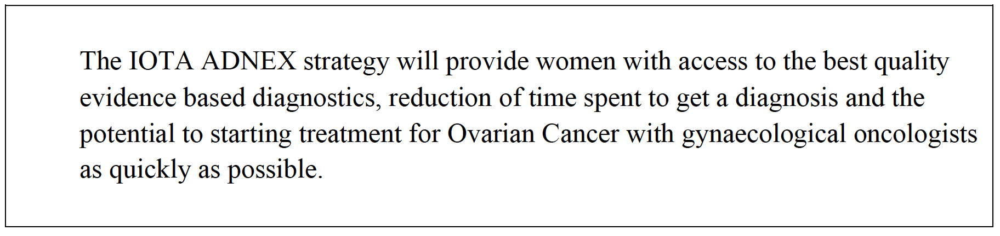 The IOTA ADNEX strategy will provide women with access to the best quality
evidence based diagnostics, reduction of time spent to get a diagnosis and the
potential to starting treatment for Ovarian Cancer with gynaecological oncologists
as quickly as possible.